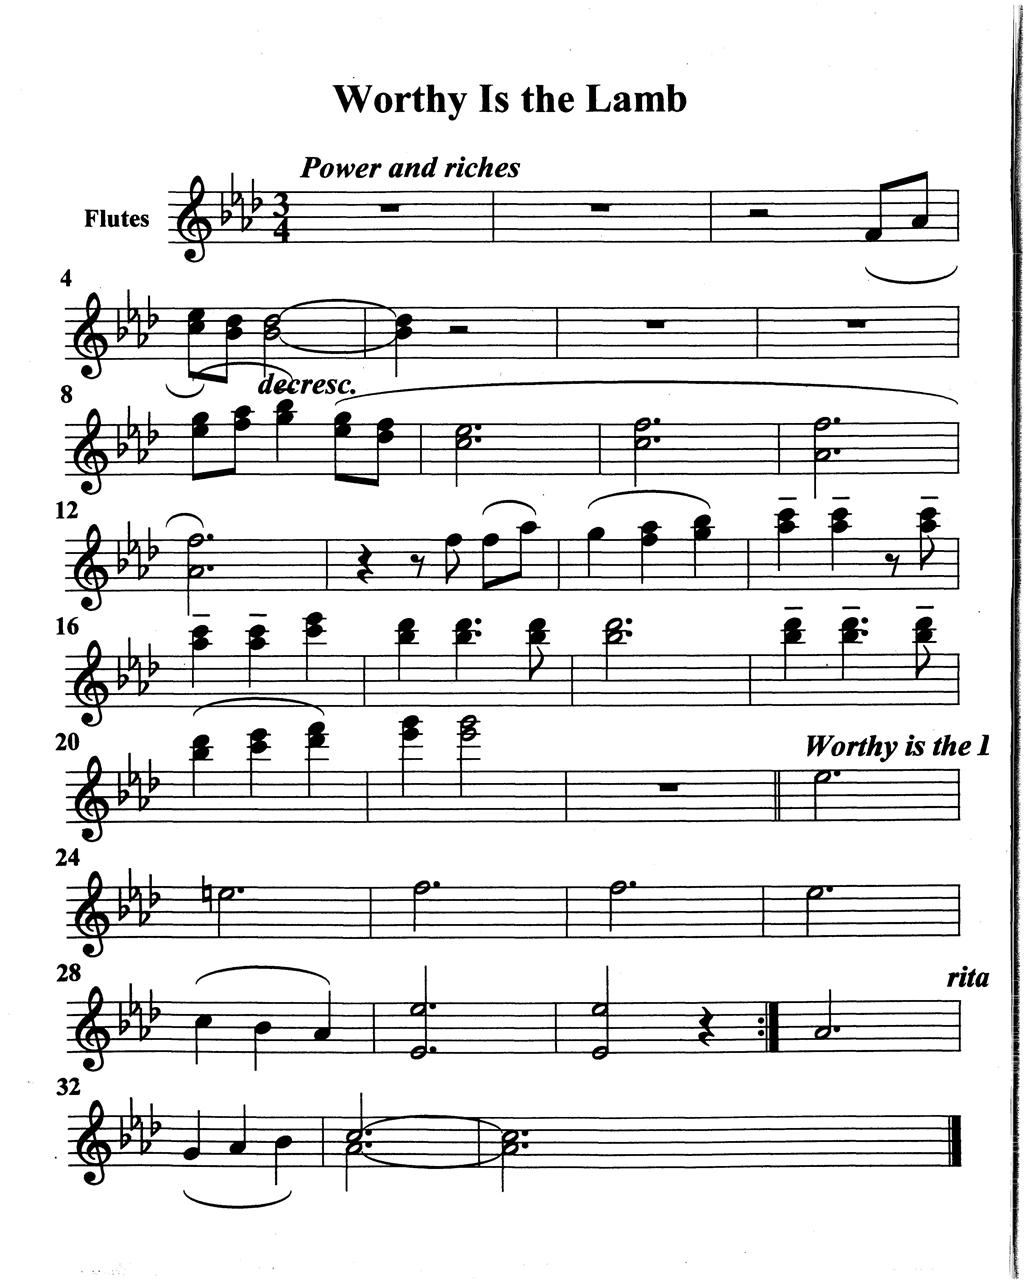 Worthy Is the Lamb
Power and riches
Flutes
3
4
4
decresc.
8
12
16
20
Worthy is the l
24
28
rita
32